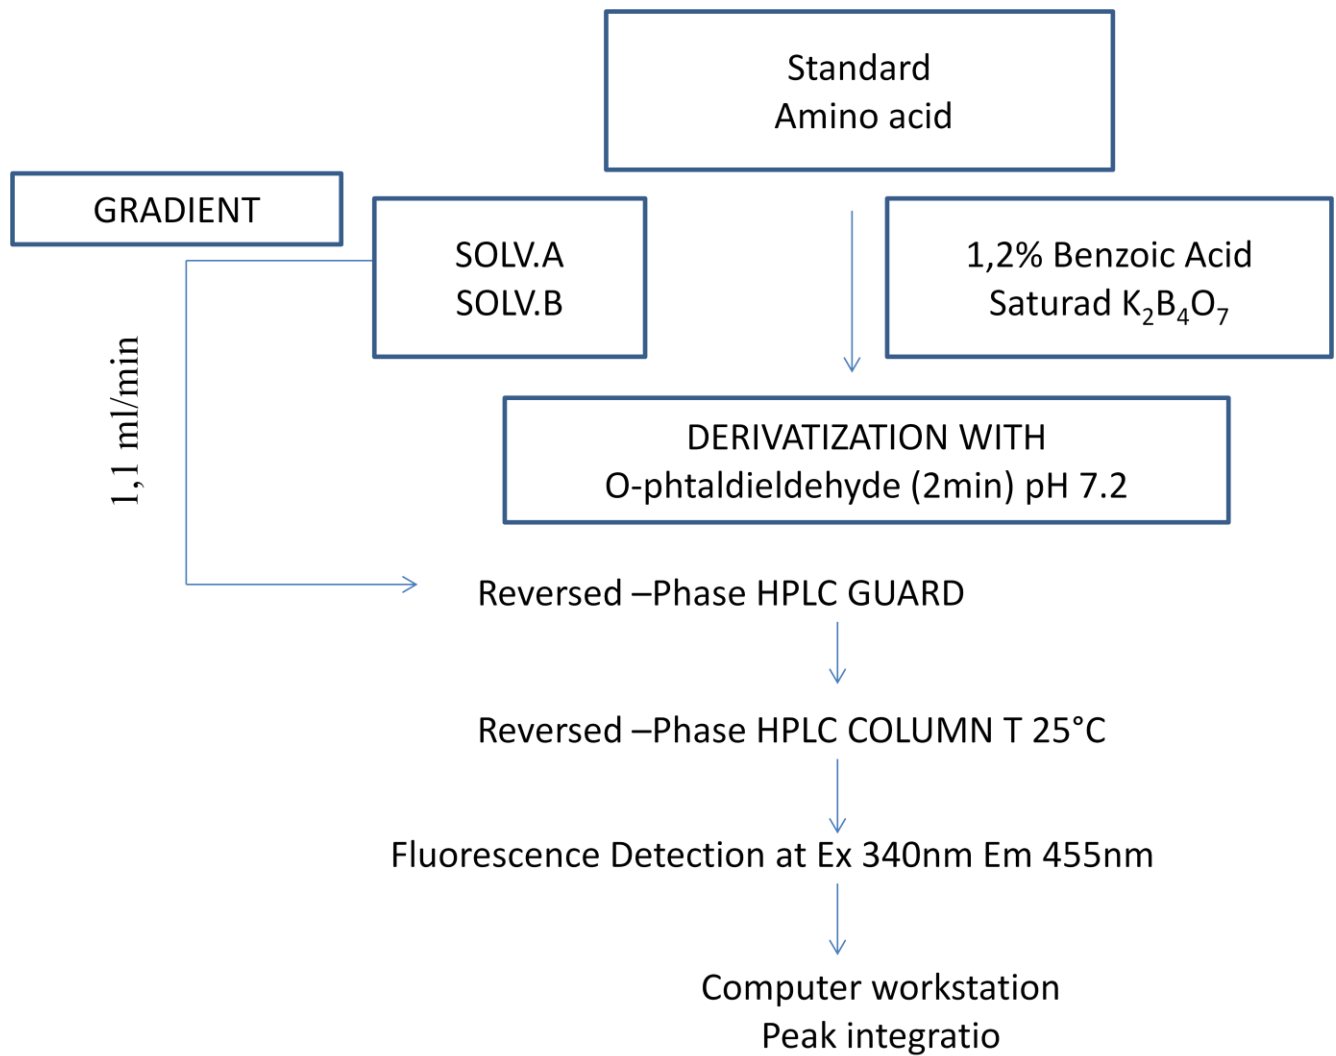 Standard
Amino acid
GRADIENT
SOLV.A
SOLV.B
1,2% Benzoic Acid
Saturad K₂B₄O₇
1,1 ml/min
DERIVATIZATION WITH
O-phtaldieldehyde (2min) pH 7.2
Reversed –Phase HPLC GUARD
Reversed –Phase HPLC COLUMN T 25°C
Fluorescence Detection at Ex 340nm Em 455nm
Computer workstation
Peak integratio